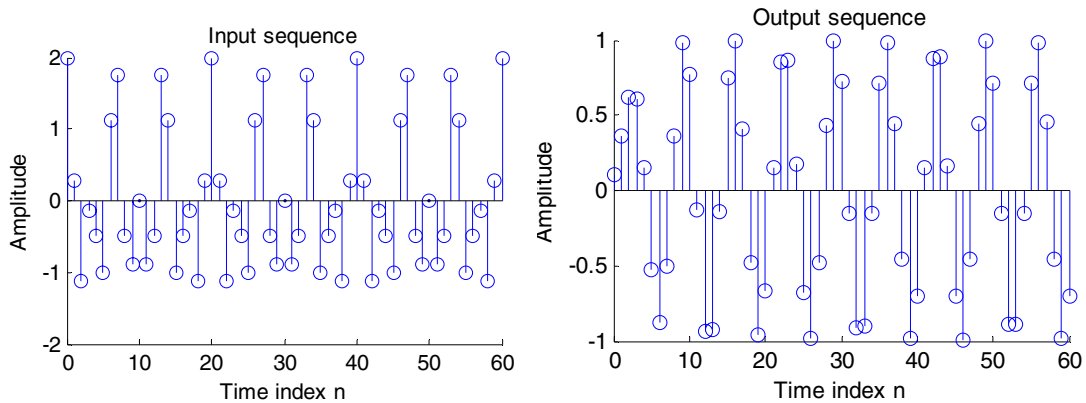 Input sequence
2
1
0
-1
-2
0 10 20 30 40 50 60
Time index n
Amplitude
Output sequence
1
0.5
0
-0.5
-1
0 10 20 30 40 50 60
Time index n
Amplitude